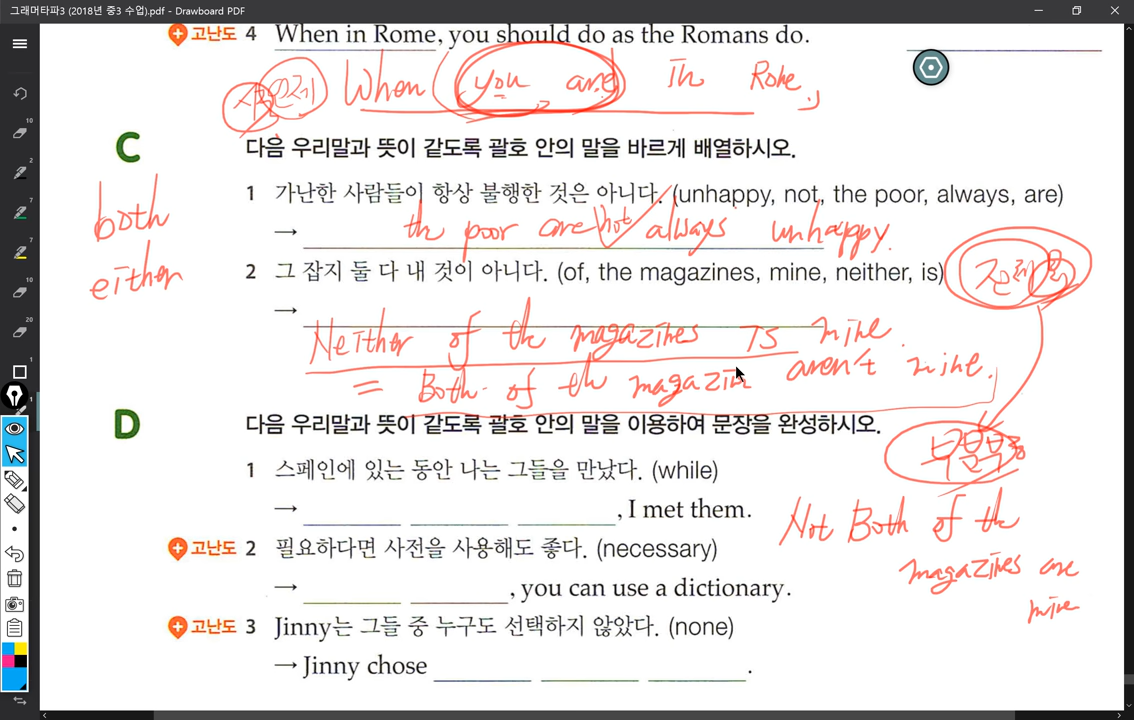 그래머타파3 (2018년 중3 수업).pdf - Drawboard PDF
고난도 4 When in Rome, you should do as the Romans do.
시 인제 When you are in Rome,
C 다음 우리말과 뜻이 같도록 괄호 안의 말을 바르게 배열하시오.
both
either
1 가난한 사람들이 항상 불행한 것은 아니다. (unhappy, not, the poor, always, are)
→ the poor are not always unhappy.
2 그 잡지 둘 다 내 것이 아니다. (of, the magazines, mine, neither, is)
전체
→ Neither of the magazines is mine.
= Both of the magazine aren't mine.
D 다음 우리말과 뜻이 같도록 괄호 안의 말을 이용하여 문장을 완성하시오.
부분부정
1 스페인에 있는 동안 나는 그들을 만났다. (while)
→ , I met them.
Not Both of the
magazines are
mine
고난도 2 필요하다면 사전을 사용해도 좋다. (necessary)
→ , you can use a dictionary.
고난도 3 Jinny는 그들 중 누구도 선택하지 않았다. (none)
→ Jinny chose .